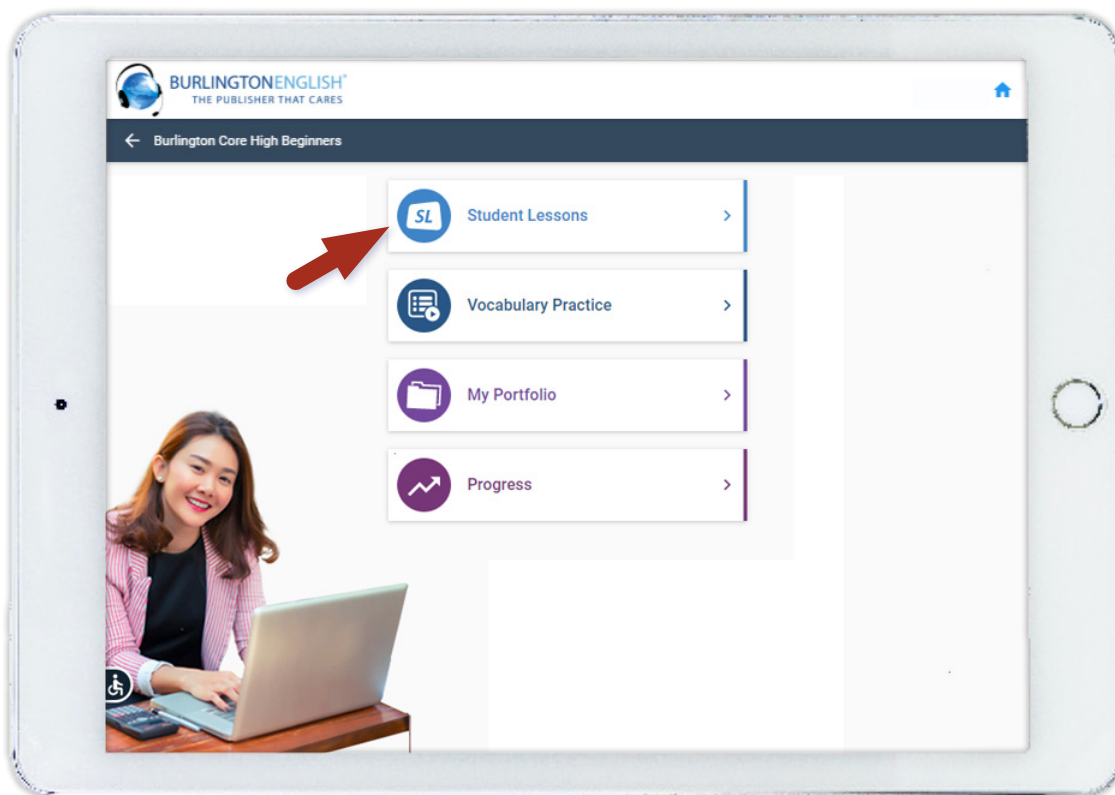 BURLINGTONENGLISH®
THE PUBLISHER THAT CARES
Burlington Core High Beginners
SL Student Lessons
Vocabulary Practice
My Portfolio
Progress